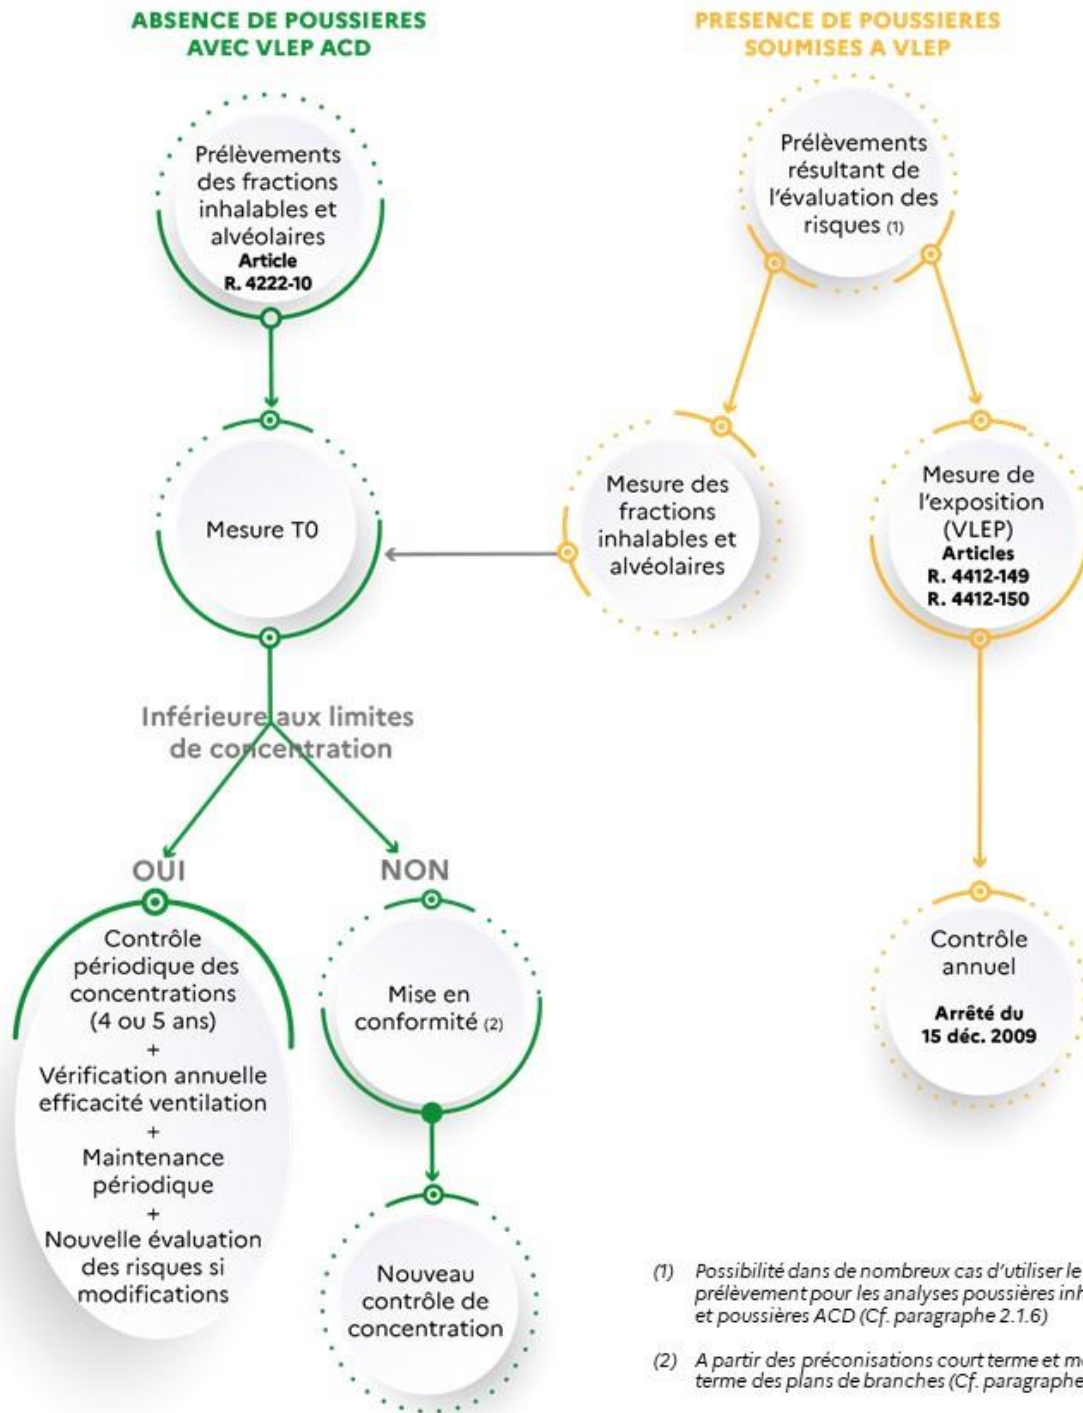 ABSENCE DE POUSSIERES
AVEC VLEP ACD
PRESENCE DE POUSSIERES
SOUMISES A VLEP
Prélèvements
des fractions
inhalables et
alvéolaires
Article
R. 4222-10
Prélèvements
résultant de
l'évaluation des
risques (1)
Mesure T0
Mesure des
fractions
inhalables et
alvéolaires
Mesure de
l'exposition
(VLEP)
Articles
R. 4412-149
R. 4412-150
Inférieure aux limites
de concentration
OUI
NON
Contrôle
périodique des
concentrations
(4 ou 5 ans)
+
Vérification annuelle
efficacité ventilation
+
Maintenance
périodique
+
Nouvelle évaluation
des risques si
modifications
Mise en
conformité (2)
Nouveau
contrôle de
concentration
Contrôle
annuel
Arrêté du
15 déc. 2009
(1) Possibilité dans de nombreux cas d'utiliser le
prélèvement pour les analyses poussières
et poussières ACD (Cf. paragraphe 2.1.6)
(2) A partir des préconisations court terme et
terme des plans de branches (Cf. paragraphe